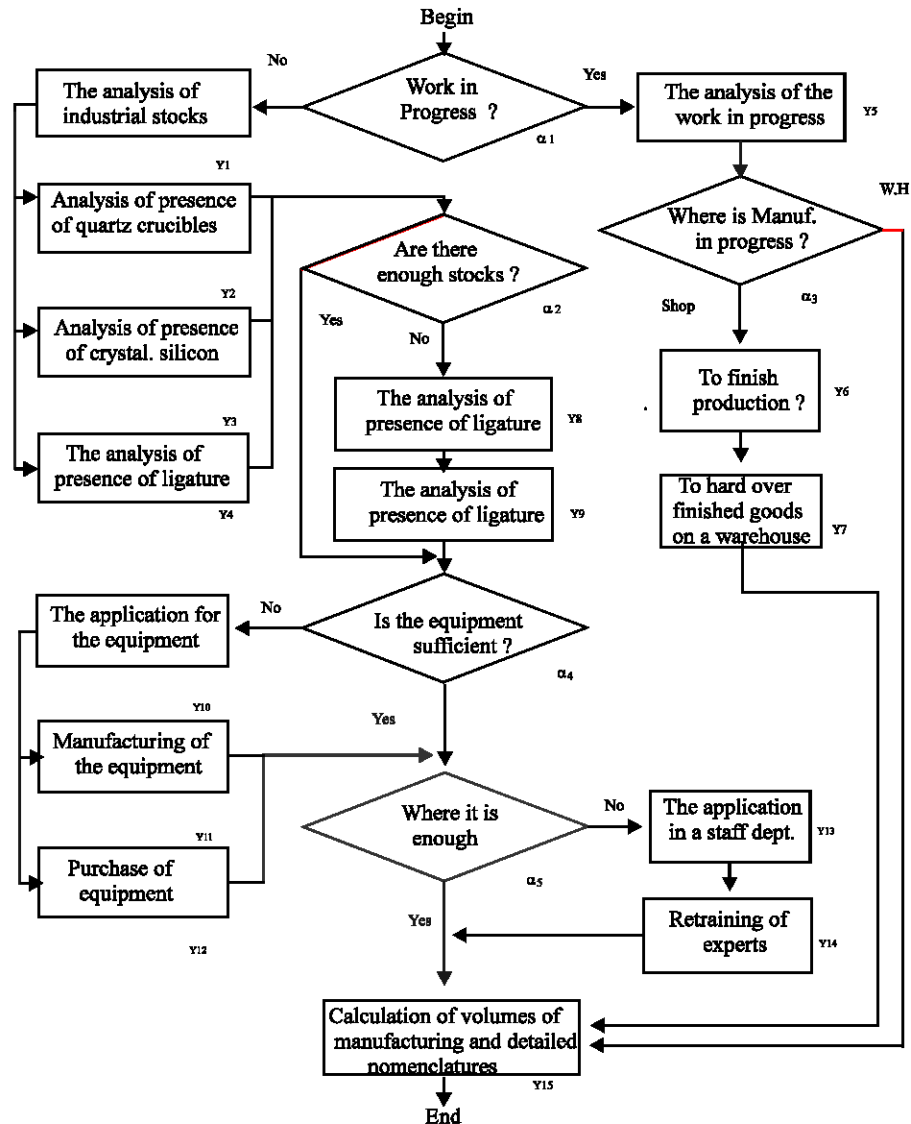 Begin
No
Work in
Progress ?
Yes
α1
The analysis of
industrial stocks
Y1
The analysis of the
work in progress
Y5
Analysis of presence
of quartz crucibles
Y2
Are there
enough stocks ?
α2
Yes
No
Where is Manuf.
in progress ?
α3
W.H
Shop
Analysis of presence
of crystal. silicon
Y3
The analysis of
presence of ligature
Y4
The analysis of
presence of ligature
Y8
The analysis of
presence of ligature
Y9
To finish
production ?
Y6
To hard over
finished goods
on a warehouse
Y7
The application for
the equipment
Y10
No
Is the equipment
sufficient ?
α4
Yes
Manufacturing of
the equipment
Y11
Purchase of
equipment
Y12
Where it is
enough
α5
No
Yes
The application
in a staff dept.
Y13
Retraining of
experts
Y14
Calculation of volumes of
manufacturing and detailed
nomenclatures
Y15
End